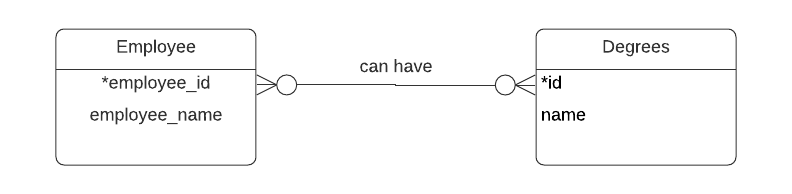 Employee
*employee_id
employee_name
can have
Degrees
*id
name